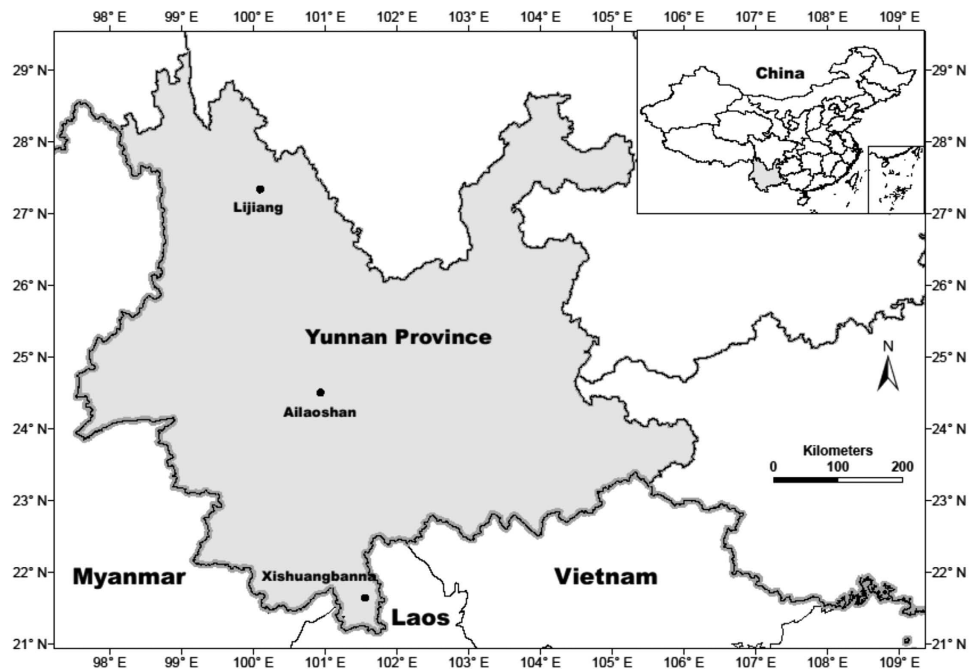 98° E 99° E 100° E 101° E 102° E 103° E 104° E 105° E 106° E 107° E 108° E 109° E
29° N
29° N
China
28° N
28° N
27° N
Lijiang
27° N
26° N
26° N
Yunnan Province
25° N
25° N
N
Ailaoshan
24° N
24° N
Kilometers
0 100 200
23° N
23° N
22° N
Myanmar
Xishuangbanna
Vietnam
22° N
Laos
21° N
21° N
98° E 99° E 100° E 101° E 102° E 103° E 104° E 105° E 106° E 107° E 108° E 109° E